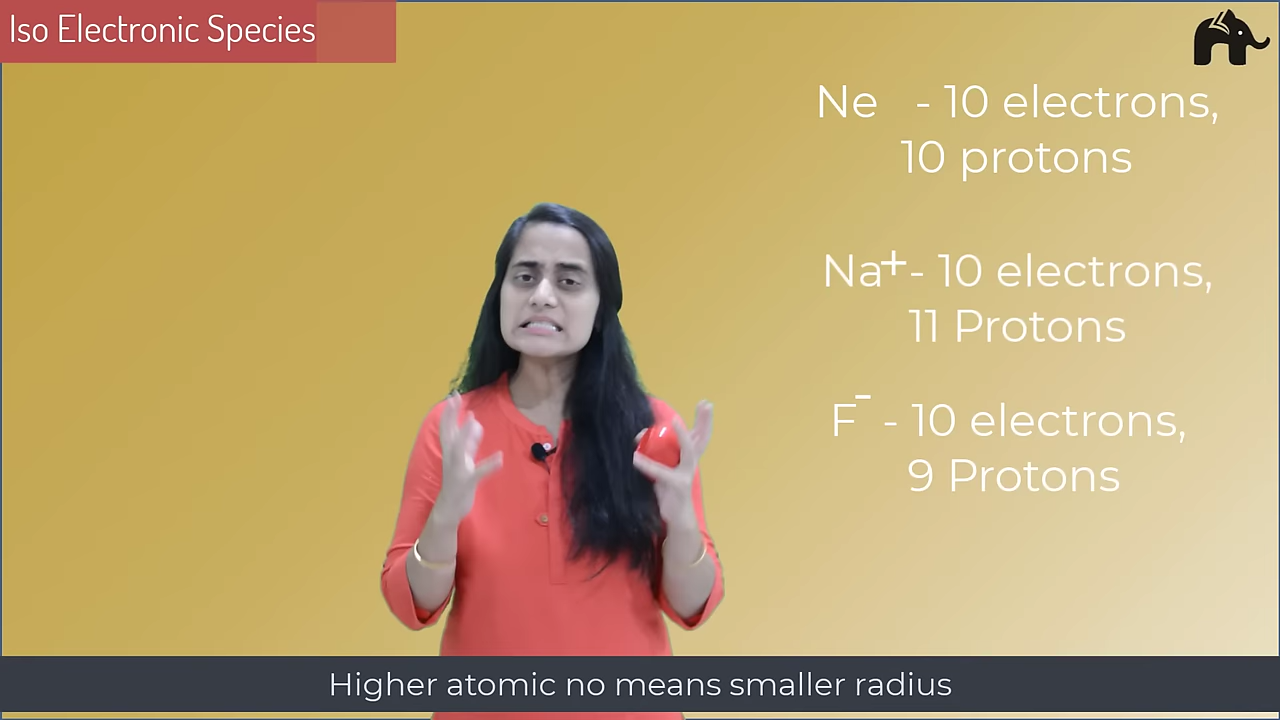 Iso Electronic Species
Ne - 10 electrons,
10 protons
Na⁺ - 10 electrons,
11 Protons
F⁻ - 10 electrons,
9 Protons
Higher atomic no means smaller radius